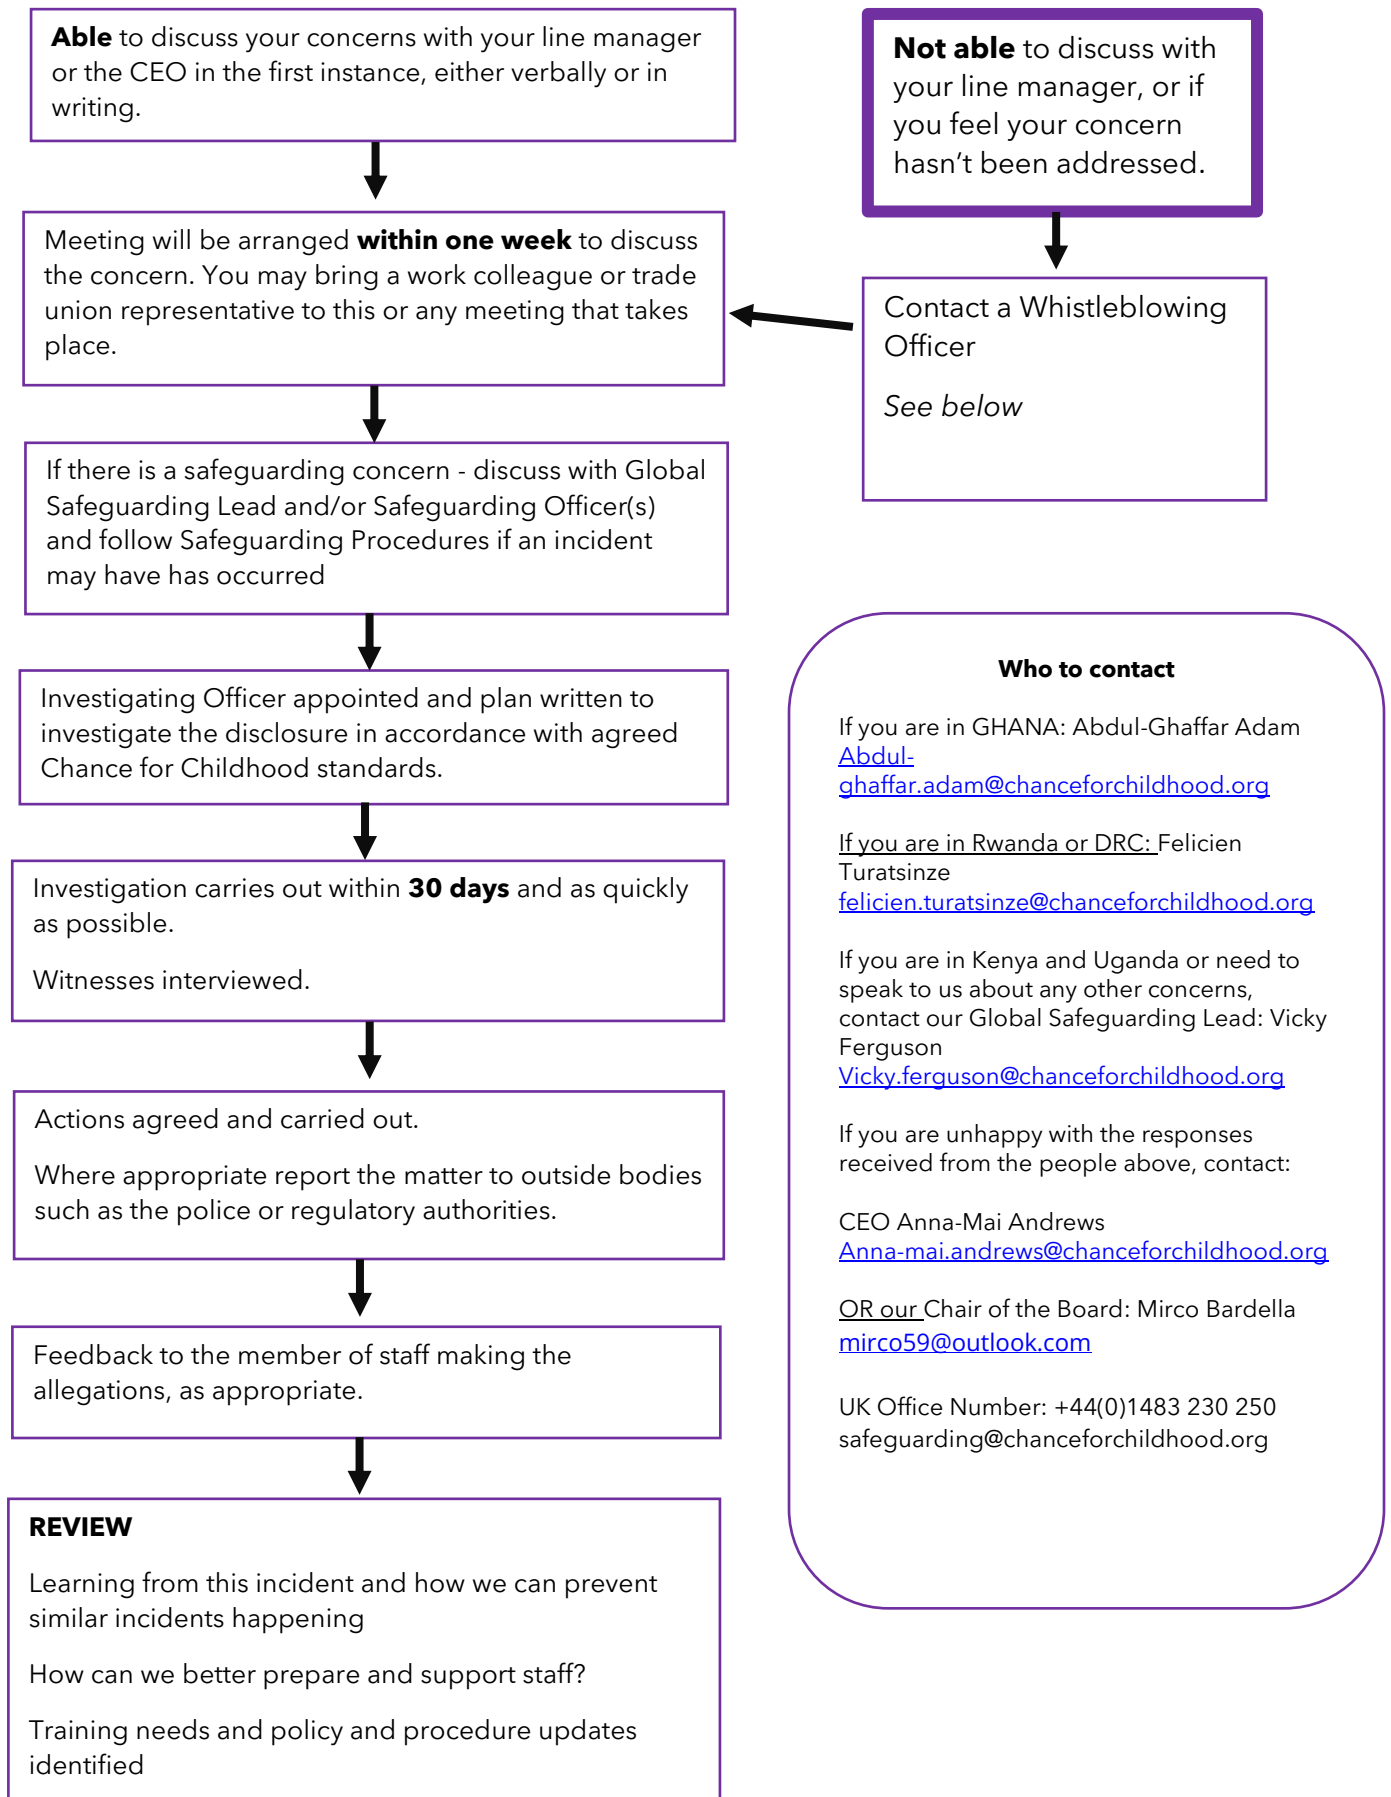 Able to discuss your concerns with your line manager
or the CEO in the first instance, either verbally or in
writing.
Not able to discuss with
your line manager, or if
you feel your concern
hasn't been addressed.
Meeting will be arranged within one week to discuss
the concern. You may bring a work colleague or trade
union representative to this or any meeting that takes
place.
Contact a Whistleblowing
Officer
See below
If there is a safeguarding concern - discuss with Global
Safeguarding Lead and/or Safeguarding Officer(s)
and follow Safeguarding Procedures if an incident
may have has occurred
Investigating Officer appointed and plan written to
investigate the disclosure in accordance with agreed
Chance for Childhood standards.
Investigation carries out within 30 days and as quickly
as possible.
Witnesses interviewed.
Actions agreed and carried out.
Where appropriate report the matter to outside bodies
such as the police or regulatory authorities.
Feedback to the member of staff making the
allegations, as appropriate.
REVIEW
Learning from this incident and how we can prevent
similar incidents happening
How can we better prepare and support staff?
Training needs and policy and procedure updates
identified
Who to contact
If you are in GHANA: Abdul-Ghaffar Adam
Abdul-
ghaffar.adam@chanceforchildhood.org
If you are in Rwanda or DRC: Felicien
Turatsinze
felicien.turatsinze@chanceforchildhood.org
If you are in Kenya and Uganda or need to
speak to us about any other concerns,
contact our Global Safeguarding Lead: Vicky
Ferguson
Vicky.ferguson@chanceforchildhood.org
If you are unhappy with the responses
received from the people above, contact:
CEO Anna-Mai Andrews
Anna-mai.andrews@chanceforchildhood.org
OR our Chair of the Board: Mirco Bardella
mirco59@outlook.com
UK Office Number: +44(0)1483 230 250
safeguarding@chanceforchildhood.org